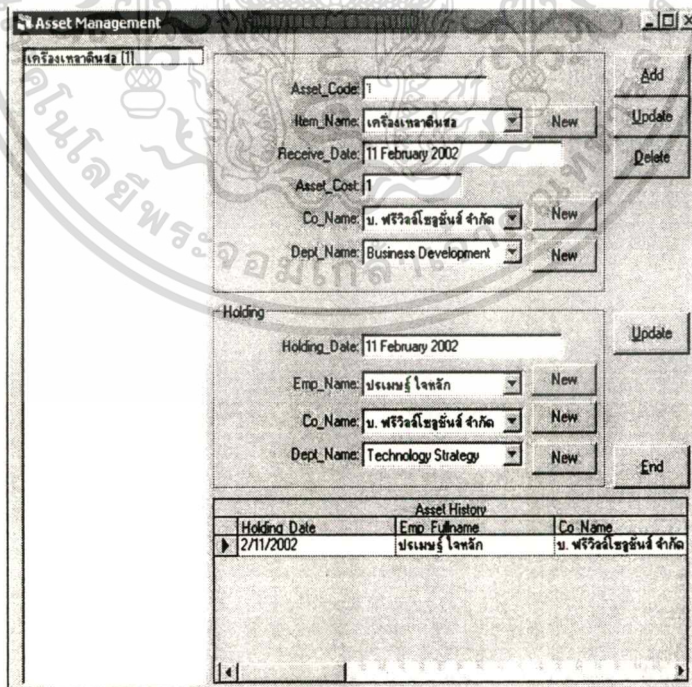 Asset Management
เครื่องเหลาดินสอ [1]
Asset_Code: 1
Item_Name: เครื่องเหลาดินสอ New
Receive_Date: 11 February 2002
Asset_Cost: 1
Co_Name: บ. ฟรีวิลล์โซลูชั่นส์ จำกัด New
Dept_Name: Business Development New
Add
Update
Delete
Holding
Holding_Date: 11 February 2002
Emp_Name: ปรเมษฐ์ ใจหลัก New
Co_Name: บ. ฟรีวิลล์โซลูชั่นส์ จำกัด New
Dept_Name: Technology Strategy New
Update
End
Asset History
Holding Date Emp Fullname Co Name
2/11/2002 ปรเมษฐ์ ใจหลัก บ. ฟรีวิลล์โซลูชั่นส์ จำกัด